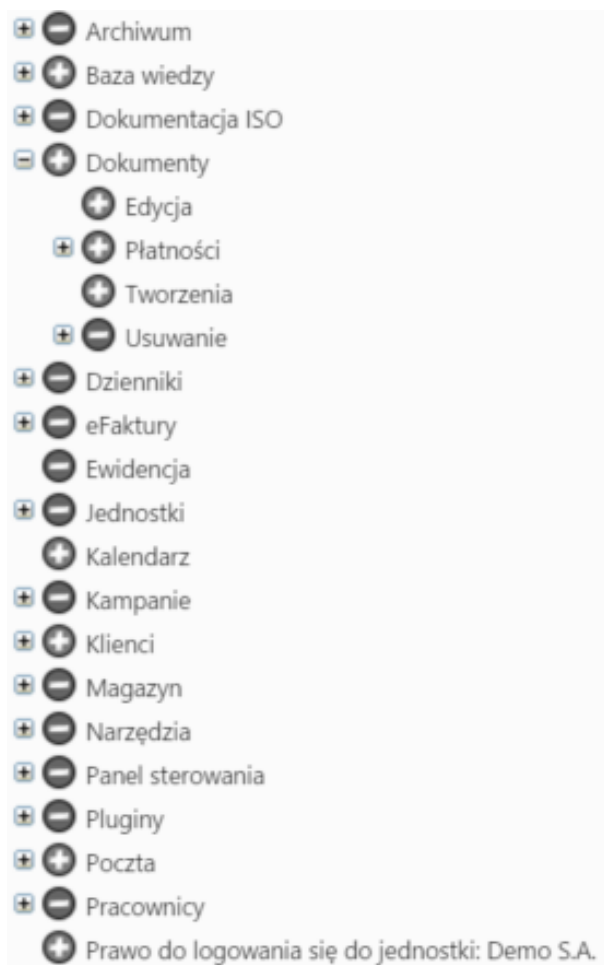 Archiwum
Baza wiedzy
Dokumentacja ISO
Dokumenty
Edycja
Płatności
Tworzenia
Usuwanie
Dzienniki
eFaktury
Ewidencja
Jednostki
Kalendarz
Kampanie
Klienci
Magazyn
Narzędzia
Panel sterowania
Pluginy
Poczta
Pracownicy
Prawo do logowania się do jednostki: Demo S.A.